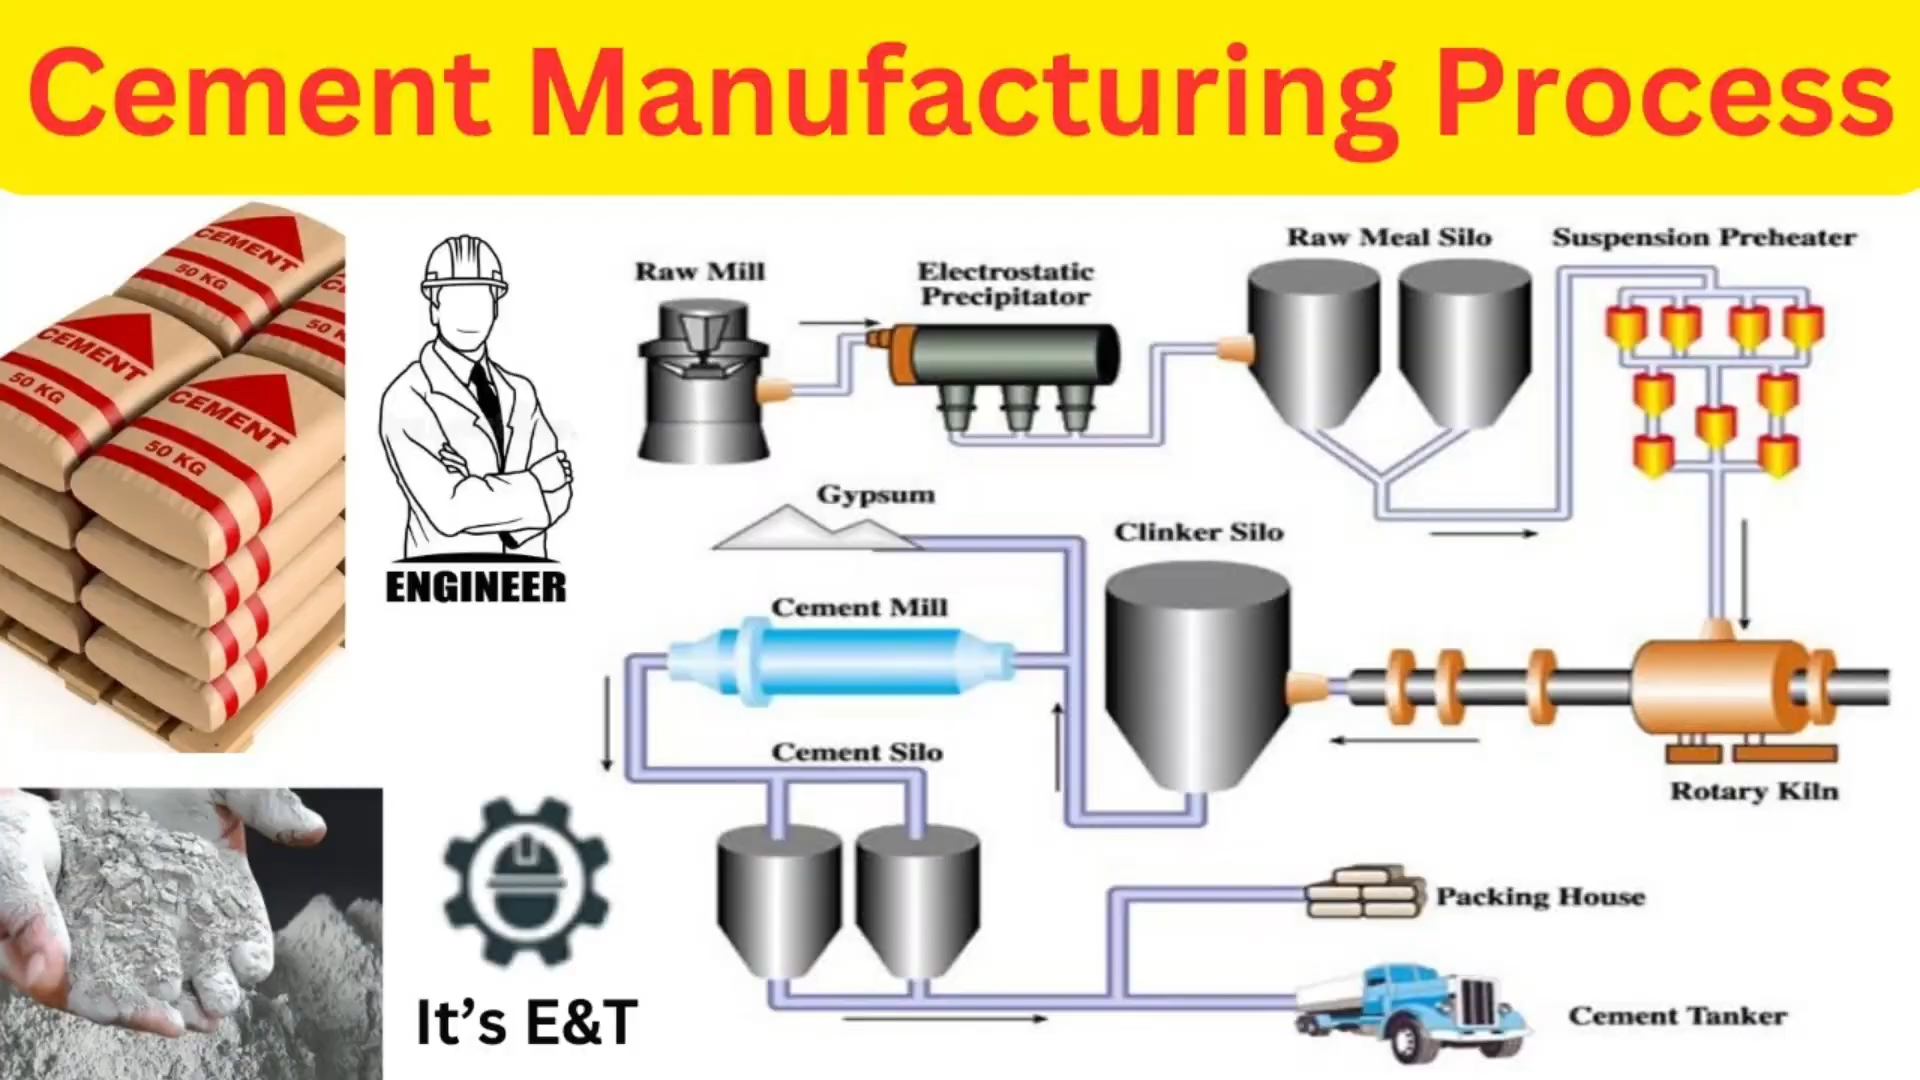 Cement Manufacturing Process
CEMENT
50 KG
CEMENT
50 KG
50 K
CEMENT
50 KG
ENGINEER
It's E&T
Raw Mill
Electrostatic
Precipitator
Raw Meal Silo
Suspension Preheater
Gypsum
Clinker Silo
Cement Mill
Cement Silo
Rotary Kiln
Packing House
Cement Tanker